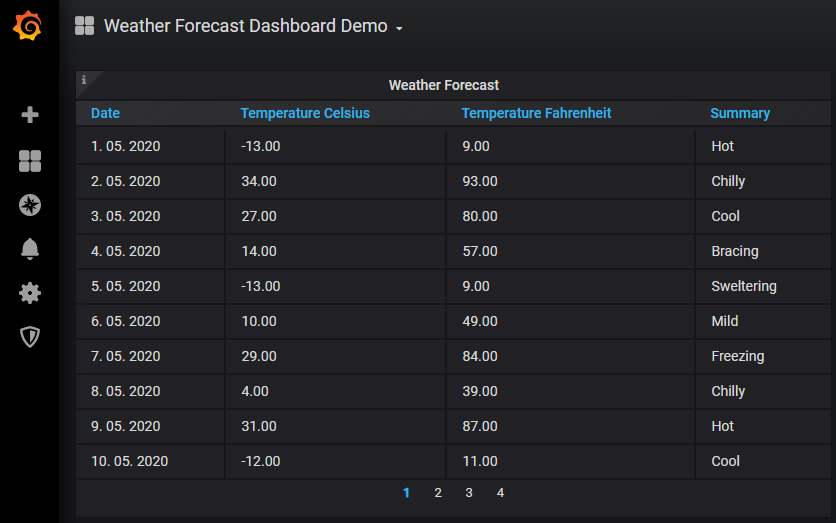 Weather Forecast Dashboard Demo
i
Weather Forecast
Date Temperature Celsius Temperature Fahrenheit Summary
1. 05. 2020 -13.00 9.00 Hot
2. 05. 2020 34.00 93.00 Chilly
3. 05. 2020 27.00 80.00 Cool
4. 05. 2020 14.00 57.00 Bracing
5. 05. 2020 -13.00 9.00 Sweltering
6. 05. 2020 10.00 49.00 Mild
7. 05. 2020 29.00 84.00 Freezing
8. 05. 2020 4.00 39.00 Chilly
9. 05. 2020 31.00 87.00 Hot
10. 05. 2020 -12.00 11.00 Cool
1 2 3 4